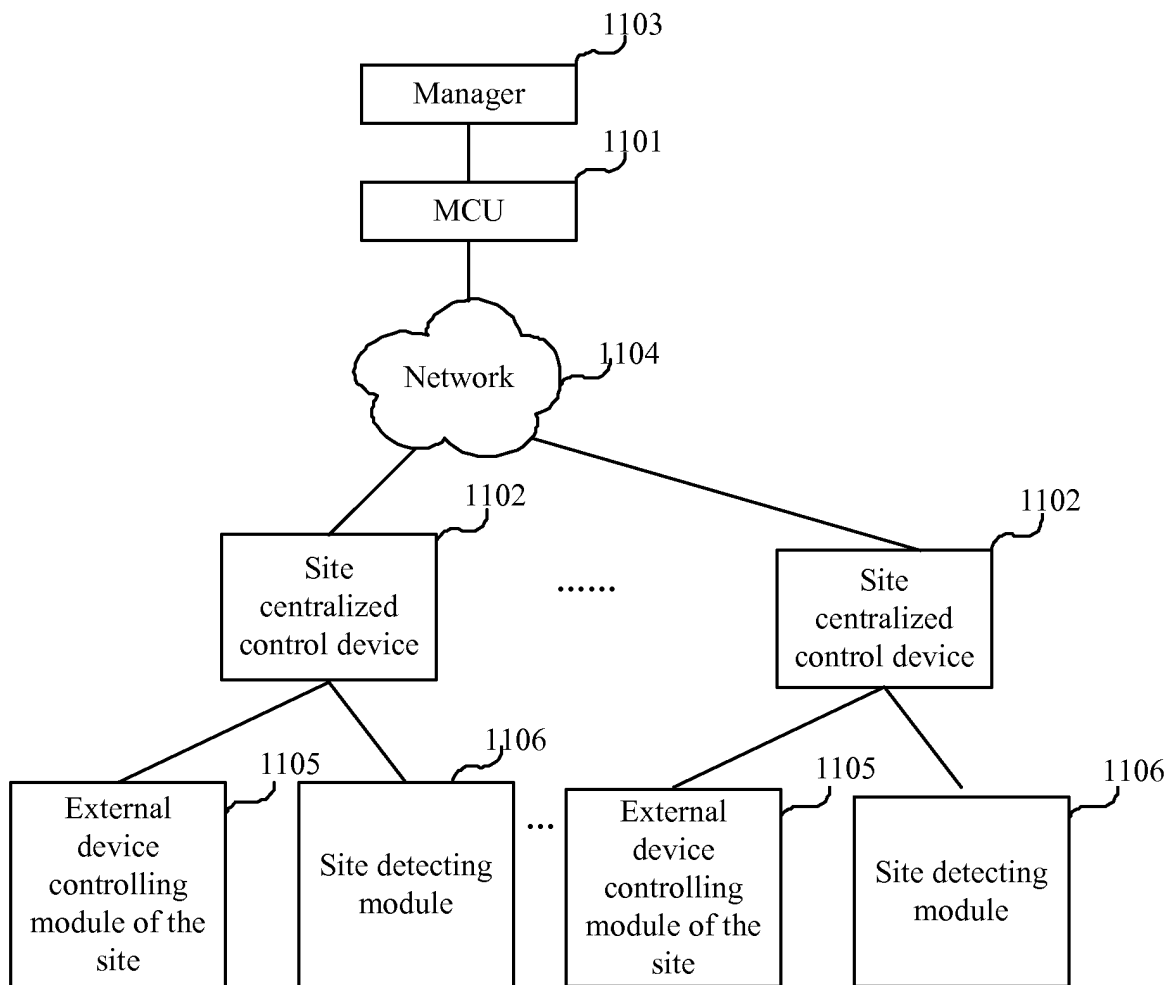 1103
Manager
1101
MCU
1104
Network
1102
Site
centralized
control device
......
1102
Site
centralized
control device
1105
External
device
controlling
module of the
site
1106
Site detecting
module
...
1105
External
device
controlling
module of the
site
1106
Site detecting
module